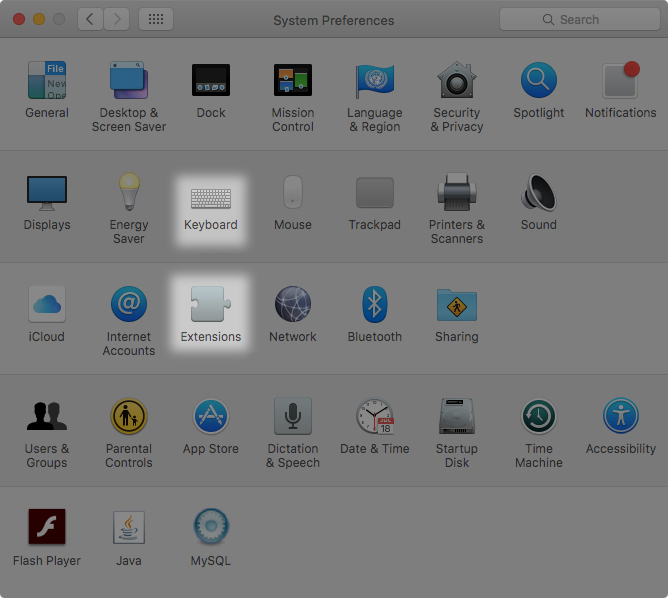 System Preferences
Search
File
New
Ope
General
Desktop &
Screen Saver
Dock
Mission
Control
Language
& Region
Security
& Privacy
Spotlight
Notifications
Displays
Energy
Saver
Keyboard
Mouse
Trackpad
Printers &
Scanners
Sound
iCloud
@
Internet
Accounts
Extensions
Network
Bluetooth
Sharing
Users &
Groups
Parental
Controls
App Store
Dictation
& Speech
JUL
18
Date & Time
Startup
Disk
Time
Machine
Accessibility
Flash Player
Java
MySQL